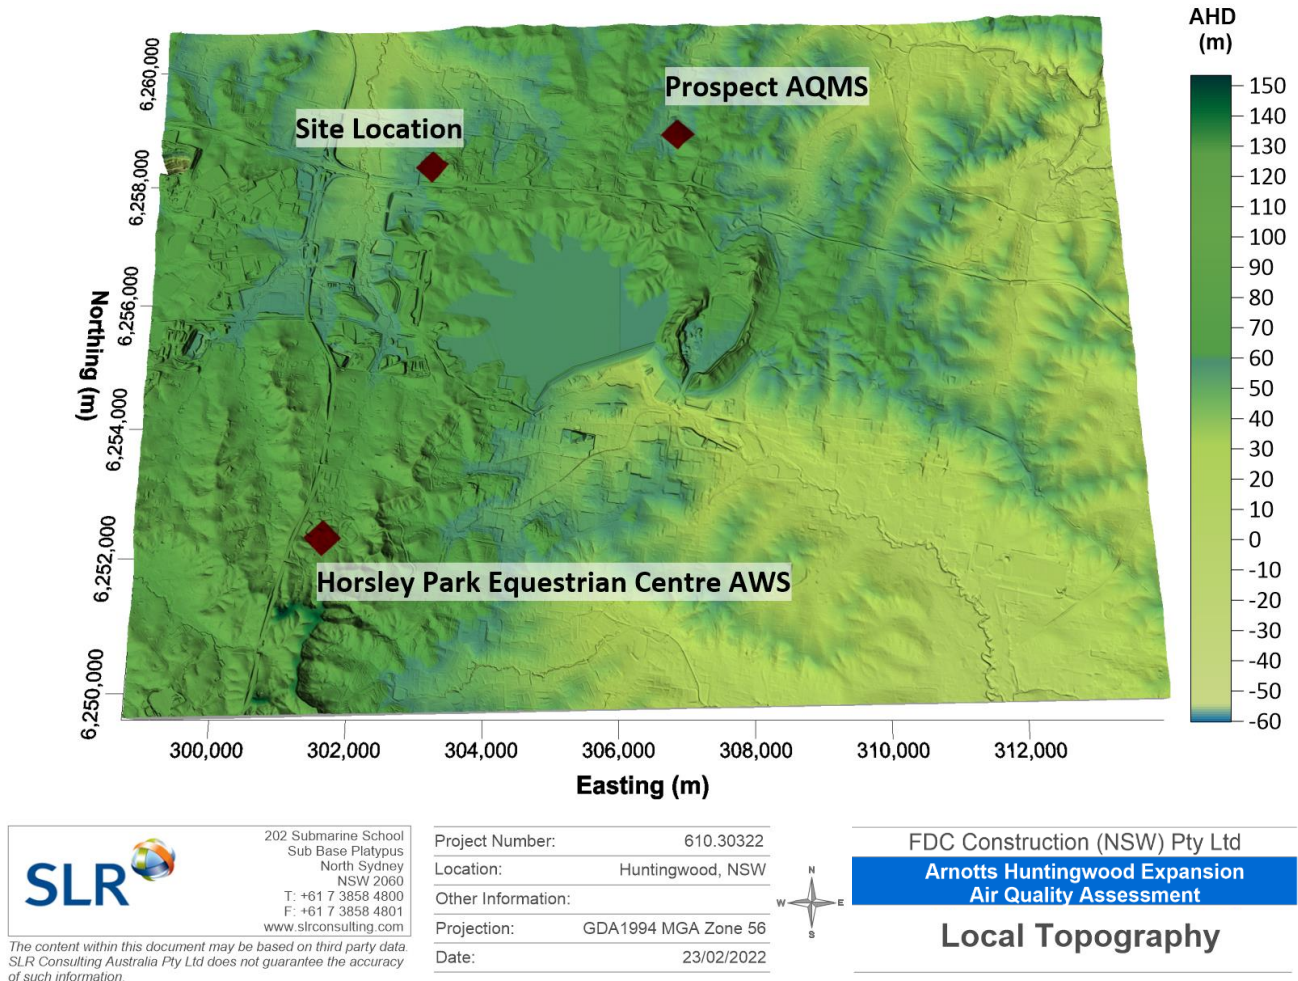 AHD
(m)
150
140
130
120
110
100
90
80
70
60
50
40
30
20
10
0
-10
-20
-30
-40
-50
-60
Prospect AQMS
Site Location
Horsley Park Equestrian Centre AWS
Northing (m)
6,260,000
6,258,000
6,256,000
6,254,000
6,252,000
6,250,000
300,000
302,000
304,000
306,000
308,000
310,000
312,000
Easting (m)
SLR
202 Submarine School
Sub Base Platypus
North Sydney
NSW 2060
T: +61 7 3858 4800
F: +61 7 3858 4801
www.slrconsulting.com
The content within this document may be based on third party data.
SLR Consulting Australia Pty Ltd does not guarantee the accuracy
of such information.
Project Number: 610.30322
Location: Huntingwood, NSW
Other Information:
Projection: GDA1994 MGA Zone 56
Date: 23/02/2022
N
W E
S
FDC Construction (NSW) Pty Ltd
Arnotts Huntingwood Expansion
Air Quality Assessment
Local Topography